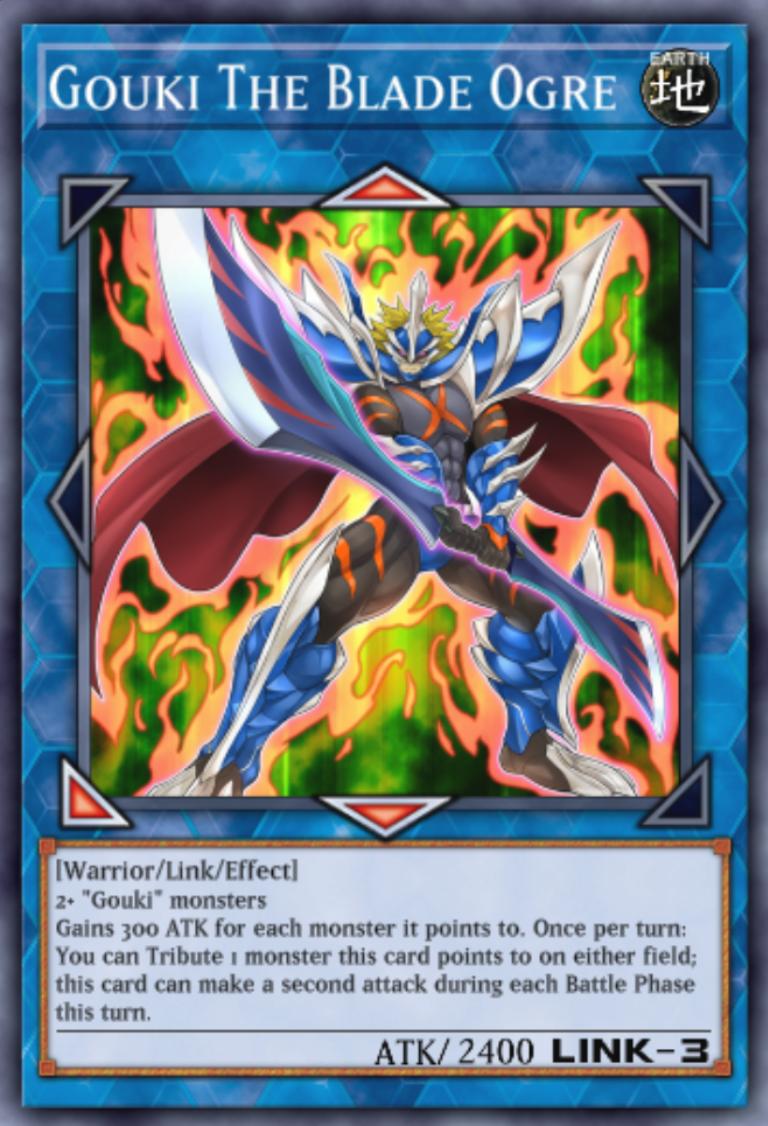 Gouki The Blade Ogre
EARTH
地
[Warrior/Link/Effect]
2+ "Gouki" monsters
Gains 300 ATK for each monster it points to. Once per turn:
You can Tribute 1 monster this card points to on either field;
this card can make a second attack during each Battle Phase
this turn.
ATK/ 2400 LINK-3